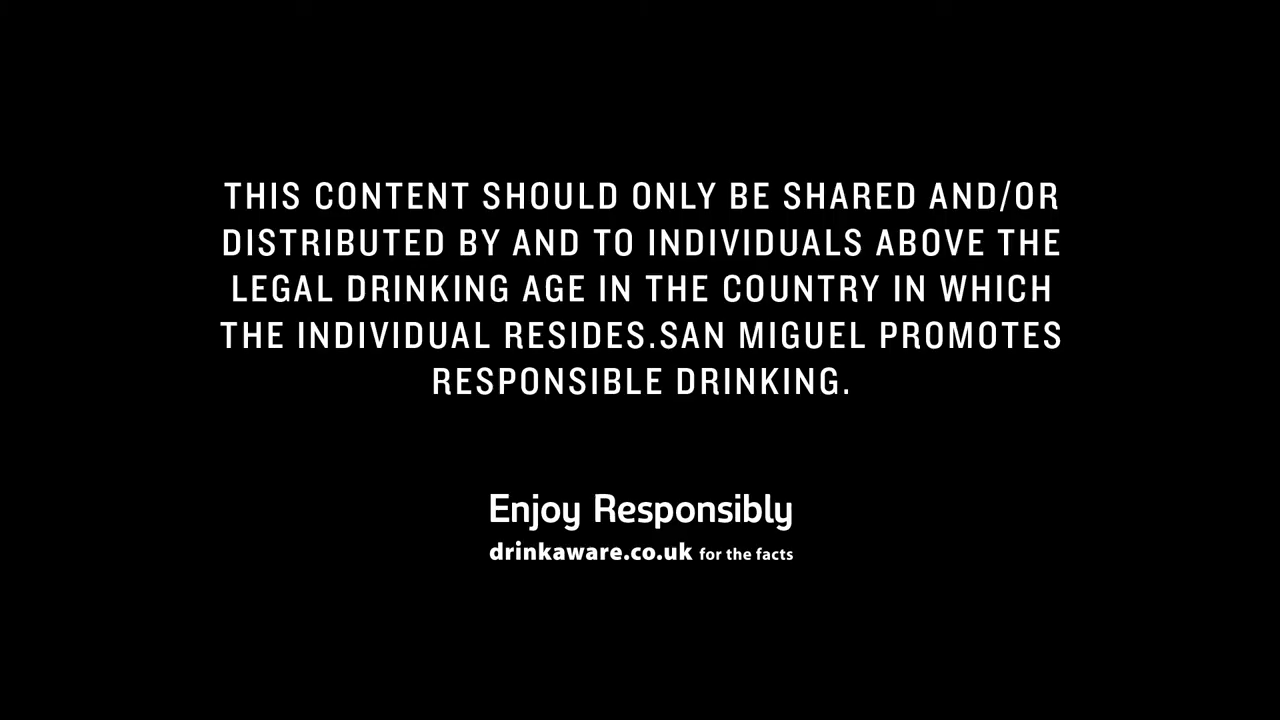 THIS CONTENT SHOULD ONLY BE SHARED AND/OR
DISTRIBUTED BY AND TO INDIVIDUALS ABOVE THE
LEGAL DRINKING AGE IN THE COUNTRY IN WHICH
THE INDIVIDUAL RESIDES.SAN MIGUEL PROMOTES
RESPONSIBLE DRINKING.
Enjoy Responsibly
drinkaware.co.uk for the facts